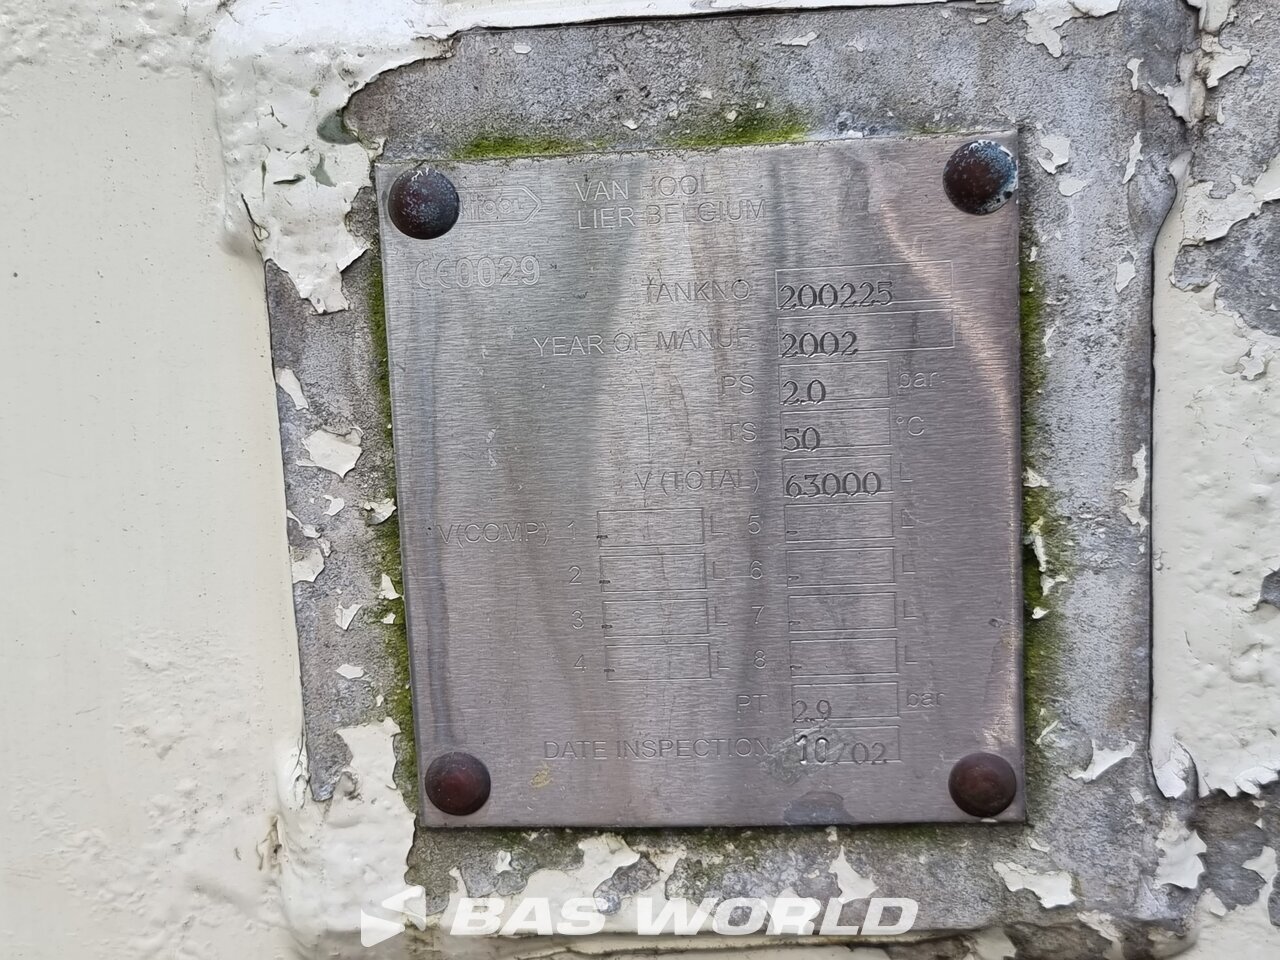 VAN HOOL
LIER BELGIUM
CE0029
TANKNO 200225
YEAR OF MANUF 2002
PS 2.0 bar
TS 50 °C
V (TOTAL) 63000 L
V(COMP) 1 - L 5 - L
2 - L 6 - L
3 - L 7 - L
4 - L 8 - L
PT 2.9 bar
DATE INSPECTION 10/02
BAS WORLD